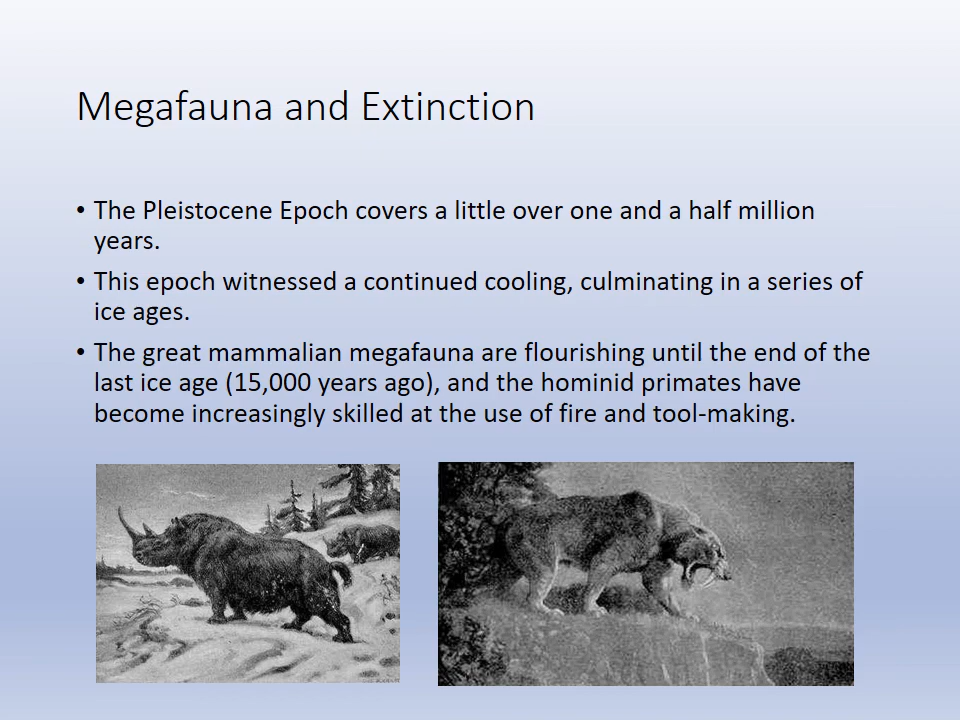 Megafauna and Extinction
• The Pleistocene Epoch covers a little over one and a half million
years.
• This epoch witnessed a continued cooling, culminating in a series of
ice ages.
• The great mammalian megafauna are flourishing until the end of the
last ice age (15,000 years ago), and the hominid primates have
become increasingly skilled at the use of fire and tool-making.